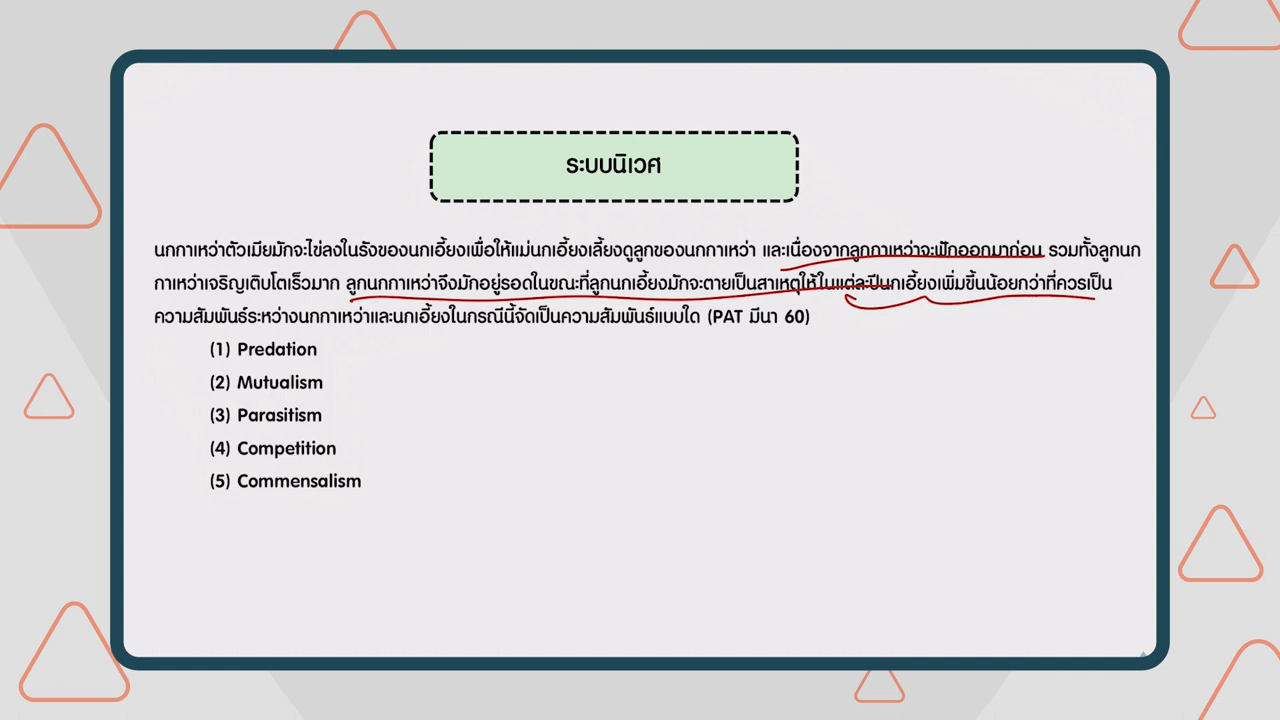 ระบบนิเวศ
นกกาเหว่าตัวเมียมักจะไข่ลงในรังของนกเอี้ยงเพื่อให้แม่นกเอี้ยงเลี้ยงดูลูกของนกกาเหว่า และเนื่องจากลูกกาเหว่าจะฟักออกมาก่อน รวมทั้งลูกนก
กาเหว่าเจริญเติบโตเร็วมาก ลูกนกกาเหว่าจึงมักอยู่รอดในขณะที่ลูกนกเอี้ยงมักจะตายเป็นสาเหตุให้ในแต่ละปีนกเอี้ยงเพิ่มขึ้นน้อยกว่าที่ควรเป็น
ความสัมพันธ์ระหว่างนกกาเหว่าและนกเอี้ยงในกรณีนี้จัดเป็นความสัมพันธ์แบบใด (PAT มีนา 60)
(1) Predation
(2) Mutualism
(3) Parasitism
(4) Competition
(5) Commensalism